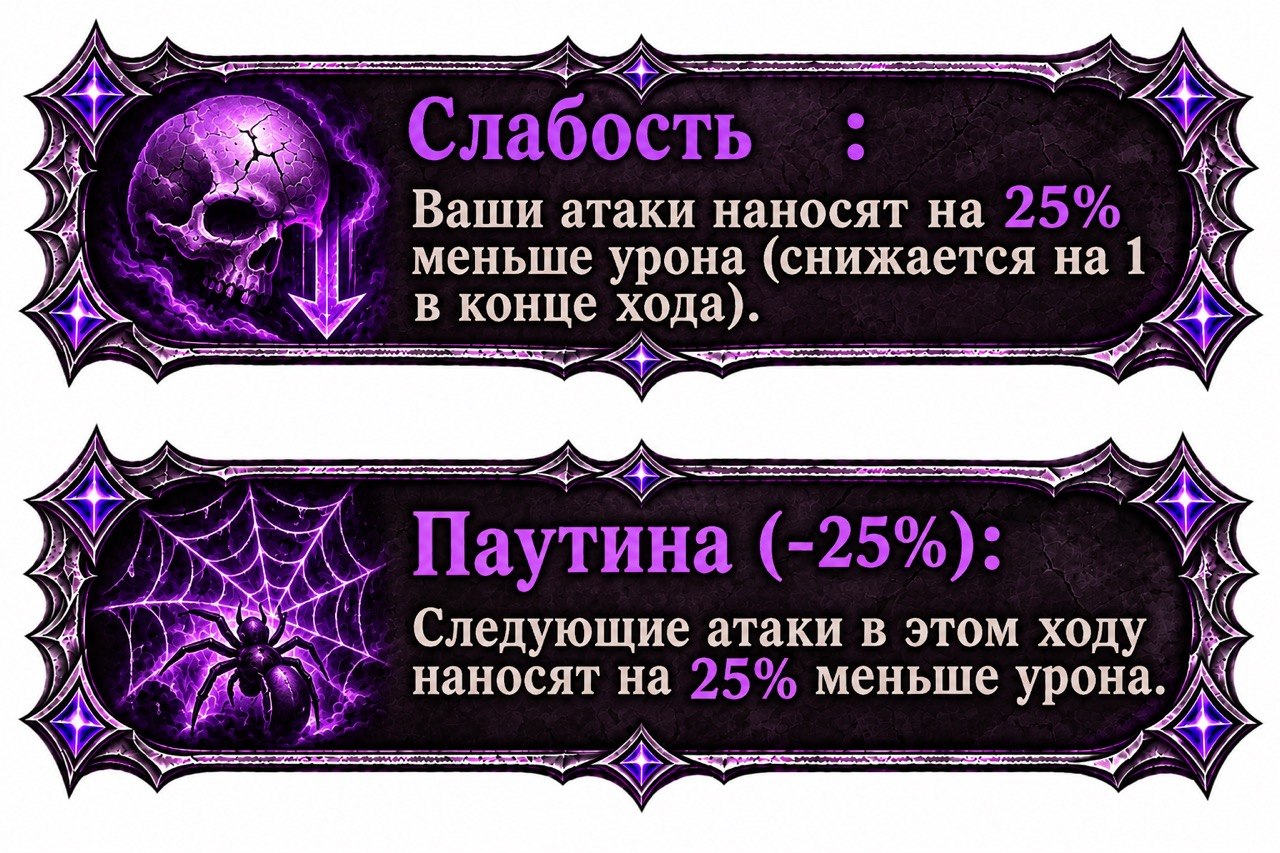 Слабость :
Ваши атаки наносят на 25%
меньше урона (снижается на 1
в конце хода).
Паутина (-25%):
Следующие атаки в этом ходу
наносят на 25% меньше урона.